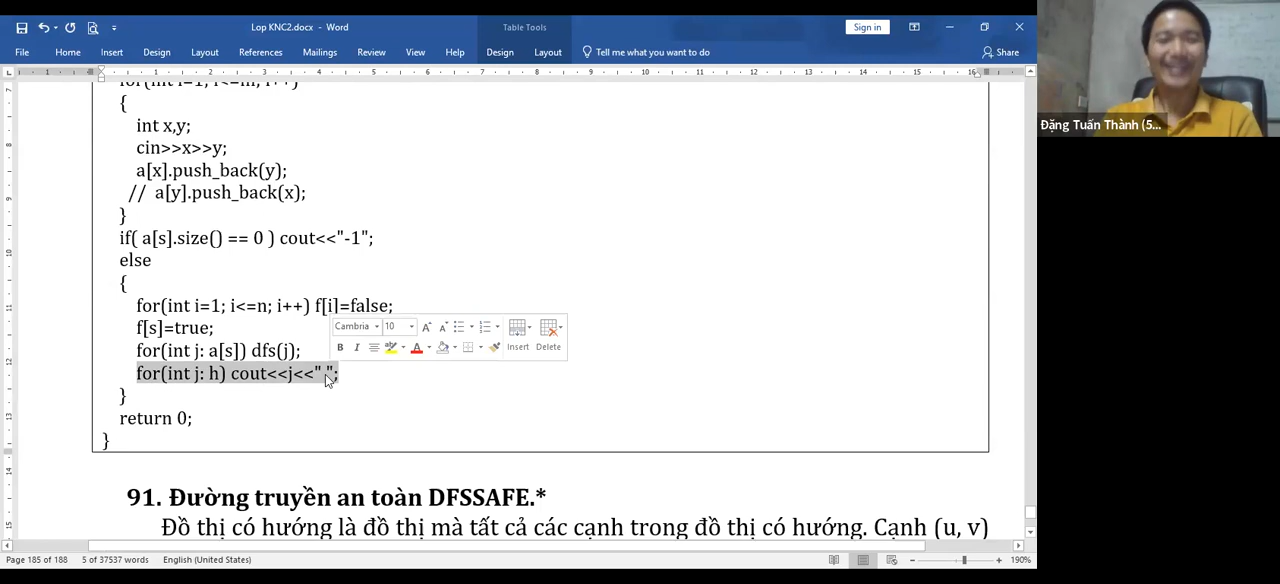 Lop KNC2.docx - Word
Table Tools
Sign in
File Home Insert Design Layout References Mailings Review View Help Design Layout Tell me what you want to do Share
for(int i=1; i<=m; i++)
{
int x,y;
cin>>x>>y;
a[x].push_back(y);
// a[y].push_back(x);
}
if( a[s].size() == 0 ) cout<<"-1";
else
{
for(int i=1; i<=n; i++) f[i]=false;
f[s]=true;
Cambria 10
for(int j: a[s]) dfs(j);
Insert Delete
for(int j: h) cout<<j<<" ";
}
return 0;
}
91. Đường truyền an toàn DFSSAFE.*
Đồ thị có hướng là đồ thị mà tất cả các cạnh trong đồ thị có hướng. Cạnh (u, v)
Page 185 of 188 5 of 37537 words English (United States) 190%
Đặng Tuấn Thành (5...